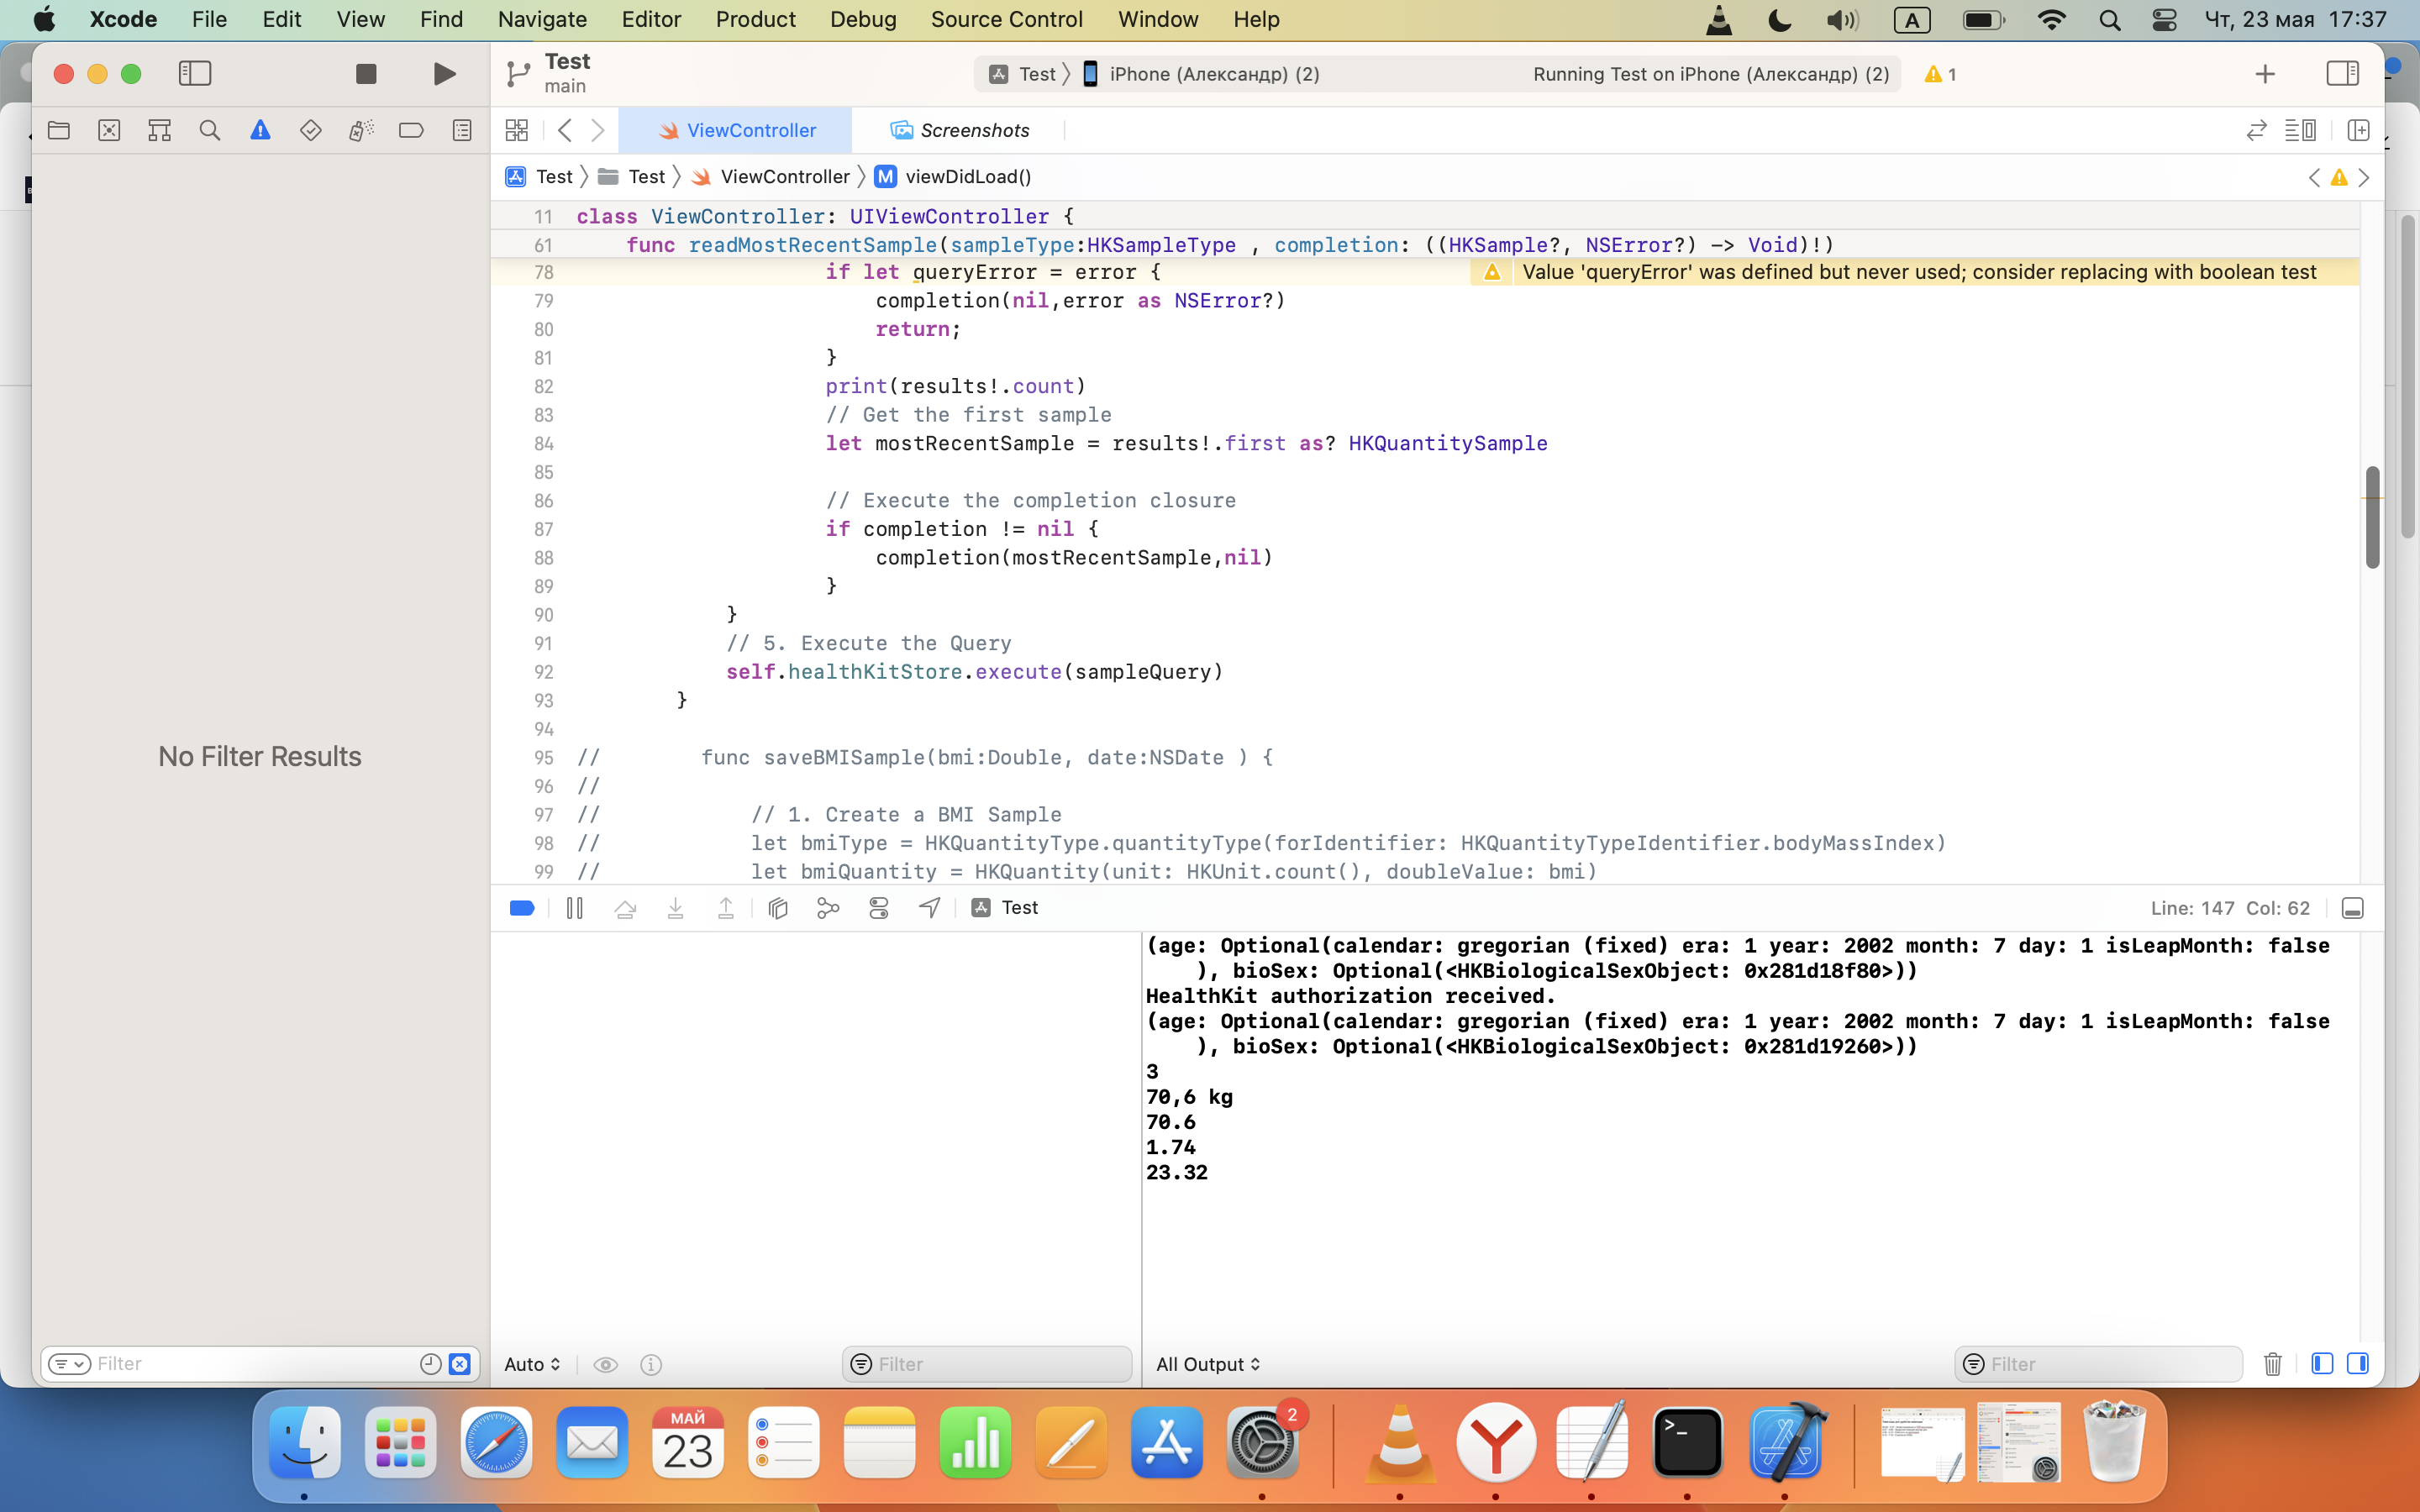 Xcode File Edit View Find Navigate Editor Product Debug Source Control Window Help A Чт, 23 мая 17:37
Test
main
Test iPhone (Александр) (2) Running Test on iPhone (Александр) (2) 1
ViewController Screenshots
Test Test ViewController M viewDidLoad()
11 class ViewController: UIViewController {
61 func readMostRecentSample(sampleType:HKSampleType , completion: ((HKSample?, NSError?) -> Void)!)
78 if let queryError = error { Value 'queryError' was defined but never used; consider replacing with boolean test
79 completion(nil,error as NSError?)
80 return;
81 }
82 print(results!.count)
83 // Get the first sample
84 let mostRecentSample = results!.first as? HKQuantitySample
85
86 // Execute the completion closure
87 if completion != nil {
88 completion(mostRecentSample,nil)
89 }
90 }
91 // 5. Execute the Query
92 self.healthKitStore.execute(sampleQuery)
93 }
94
95 // func saveBMISample(bmi:Double, date:NSDate ) {
96 //
97 // // 1. Create a BMI Sample
98 // let bmiType = HKQuantityType.quantityType(forIdentifier: HKQuantityTypeIdentifier.bodyMassIndex)
99 // let bmiQuantity = HKQuantity(unit: HKUnit.count(), doubleValue: bmi)
No Filter Results
Test Line: 147 Col: 62
(age: Optional(calendar: gregorian (fixed) era: 1 year: 2002 month: 7 day: 1 isLeapMonth: false
), bioSex: Optional(<HKBiologicalSexObject: 0x281d18f80>))
HealthKit authorization received.
(age: Optional(calendar: gregorian (fixed) era: 1 year: 2002 month: 7 day: 1 isLeapMonth: false
), bioSex: Optional(<HKBiologicalSexObject: 0x281d19260>))
3
70,6 kg
70.6
1.74
23.32
Filter Auto Filter All Output Filter
МАЙ
23
2
>_